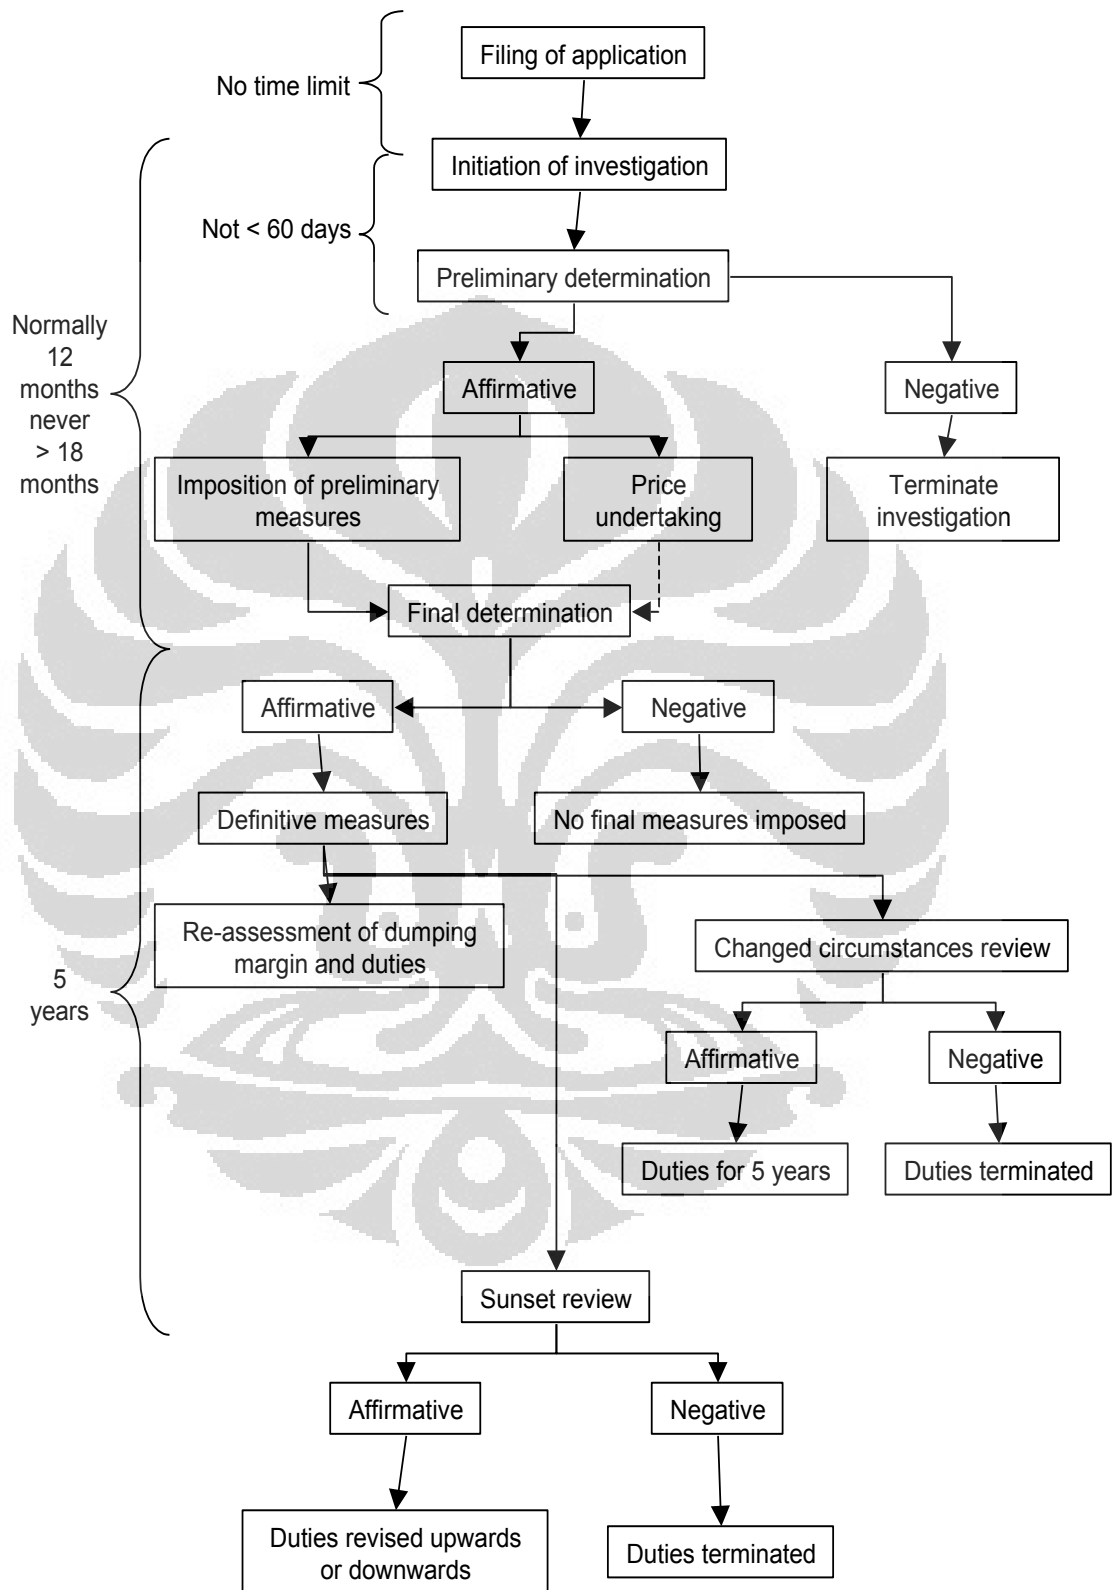 Filing of application
No time limit
Initiation of investigation
Not < 60 days
Preliminary determination
Normally
12
months
never
> 18
months
Affirmative
Negative
Imposition of preliminary
measures
Price
undertaking
Terminate
investigation
Final determination
Affirmative
Negative
Definitive measures
No final measures imposed
Re-assessment of dumping
margin and duties
Changed circumstances review
5
years
Affirmative
Negative
Duties for 5 years
Duties terminated
Sunset review
Affirmative
Negative
Duties revised upwards
or downwards
Duties terminated